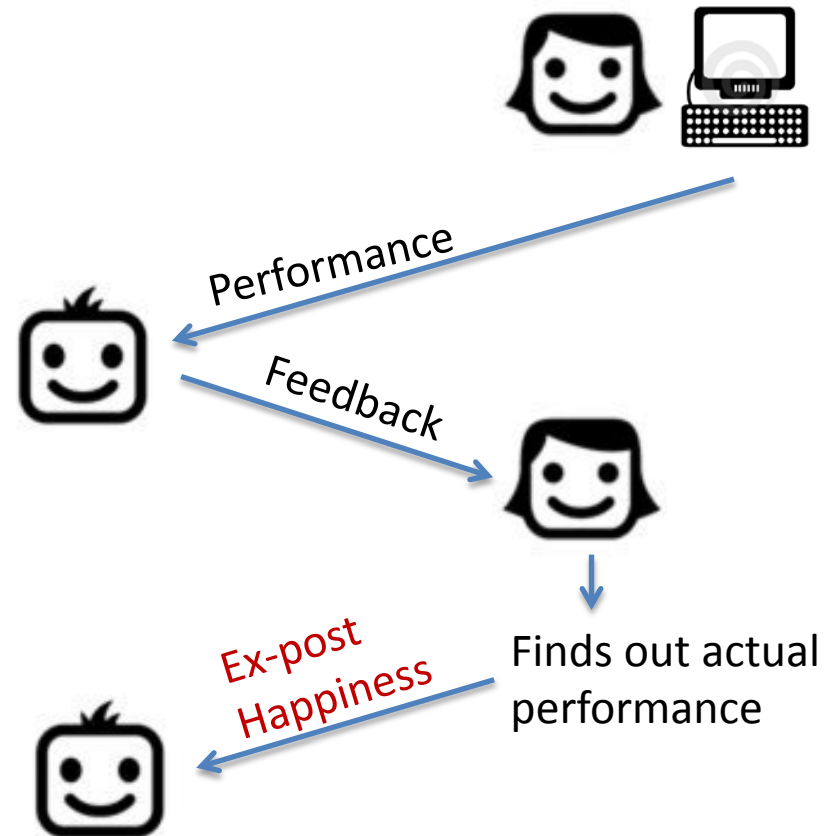 Performance
Feedback
Ex-post
Happiness
Finds out actual
performance